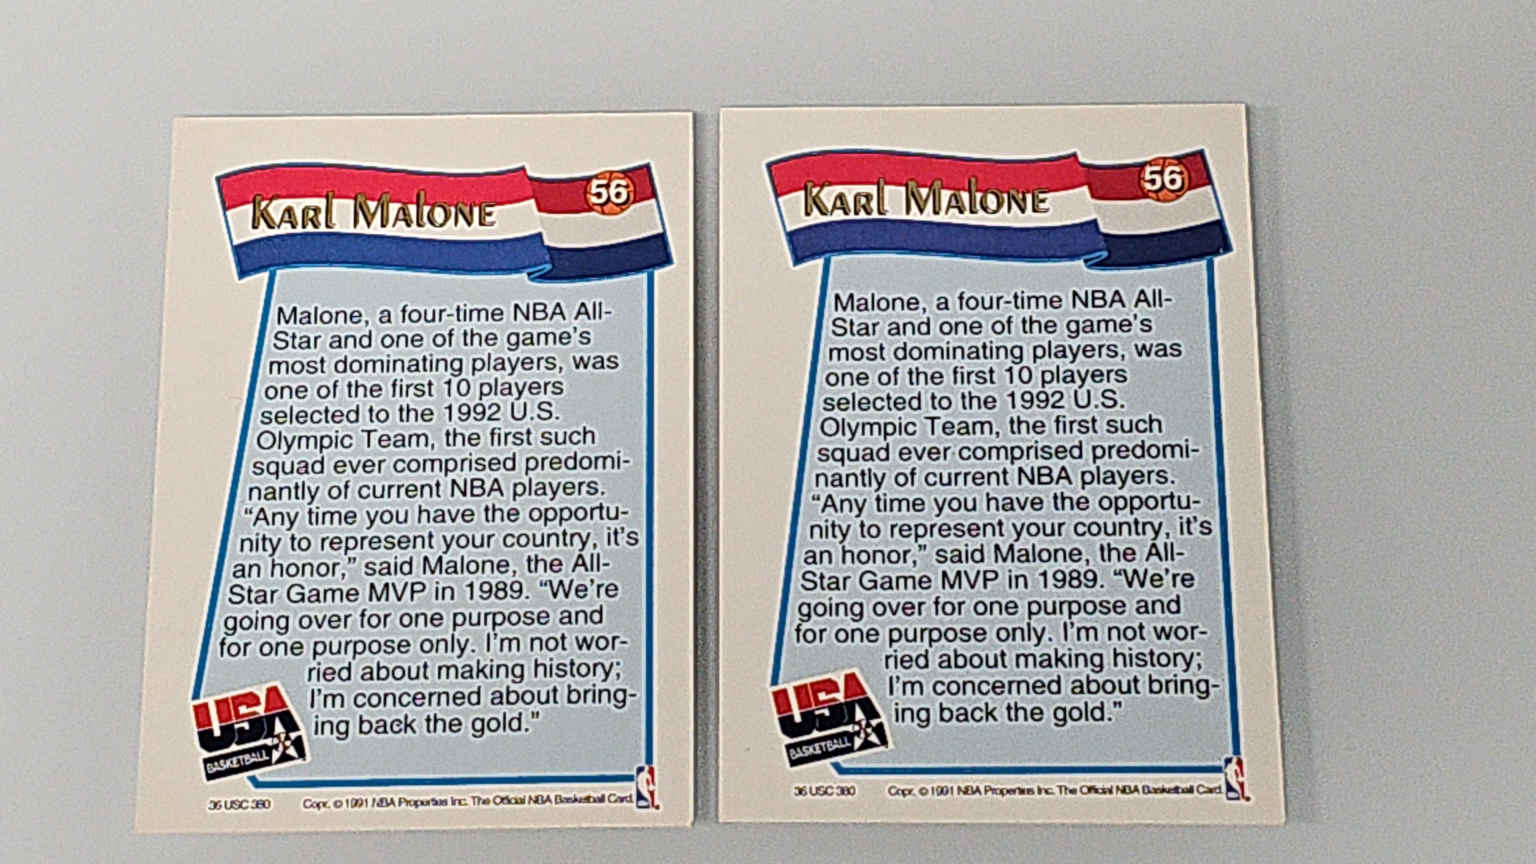 Karl Malone
56
Malone, a four-time NBA All-
Star and one of the game's
most dominating players, was
one of the first 10 players
selected to the 1992 U.S.
Olympic Team, the first such
squad ever comprised predomi-
nantly of current NBA players.
“Any time you have the opportu-
nity to represent your country, it's
an honor,” said Malone, the All-
Star Game MVP in 1989. “We're
going over for one purpose and
for one purpose only. I'm not wor-
ried about making history;
I'm concerned about bring-
ing back the gold.”
USA
BASKETBALL
36 USC 380
Copr. © 1991 NBA Properties Inc. The Official NBA Basketball Card.
Karl Malone
56
Malone, a four-time NBA All-
Star and one of the game's
most dominating players, was
one of the first 10 players
selected to the 1992 U.S.
Olympic Team, the first such
squad ever comprised predomi-
nantly of current NBA players.
“Any time you have the opportu-
nity to represent your country, it's
an honor,” said Malone, the All-
Star Game MVP in 1989. “We're
going over for one purpose and
for one purpose only. I'm not wor-
ried about making history;
I'm concerned about bring-
ing back the gold.”
USA
BASKETBALL
36 USC 380
Copr. © 1991 NBA Properties Inc. The Official NBA Basketball Card.